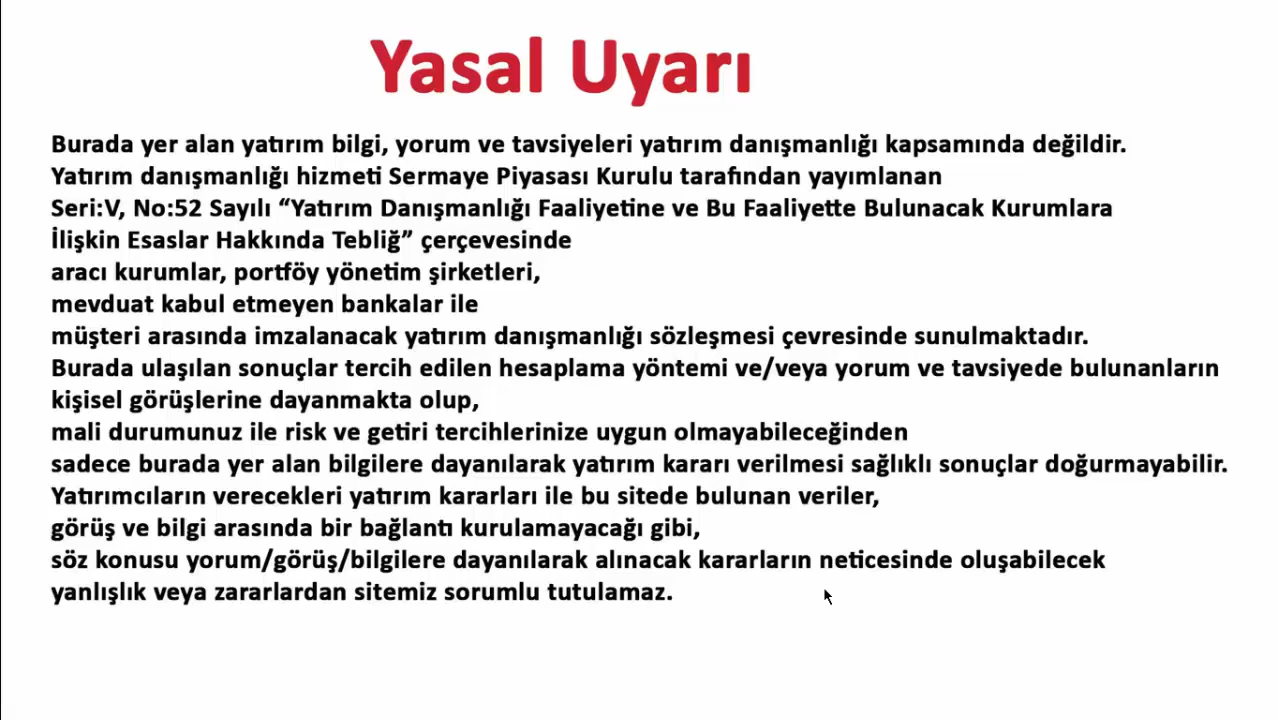 Yasal Uyarı
Burada yer alan yatırım bilgi, yorum ve tavsiyeleri yatırım danışmanlığı kapsamında değildir.
Yatırım danışmanlığı hizmeti Sermaye Piyasası Kurulu tarafından yayımlanan
Seri:V, No:52 Sayılı “Yatırım Danışmanlığı Faaliyetine ve Bu Faaliyette Bulunacak Kurumlara
İlişkin Esaslar Hakkında Tebliğ” çerçevesinde
aracı kurumlar, portföy yönetim şirketleri,
mevduat kabul etmeyen bankalar ile
müşteri arasında imzalanacak yatırım danışmanlığı sözleşmesi çevresinde sunulmaktadır.
Burada ulaşılan sonuçlar tercih edilen hesaplama yöntemi ve/veya yorum ve tavsiyede bulunanların
kişisel görüşlerine dayanmakta olup,
mali durumunuz ile risk ve getiri tercihlerinize uygun olmayabileceğinden
sadece burada yer alan bilgilere dayanılarak yatırım kararı verilmesi sağlıklı sonuçlar doğurmayabilir.
Yatırımcıların verecekleri yatırım kararları ile bu sitede bulunan veriler,
görüş ve bilgi arasında bir bağlantı kurulamayacağı gibi,
söz konusu yorum/görüş/bilgilere dayanılarak alınacak kararların neticesinde oluşabilecek
yanlışlık veya zararlardan sitemiz sorumlu tutulamaz.